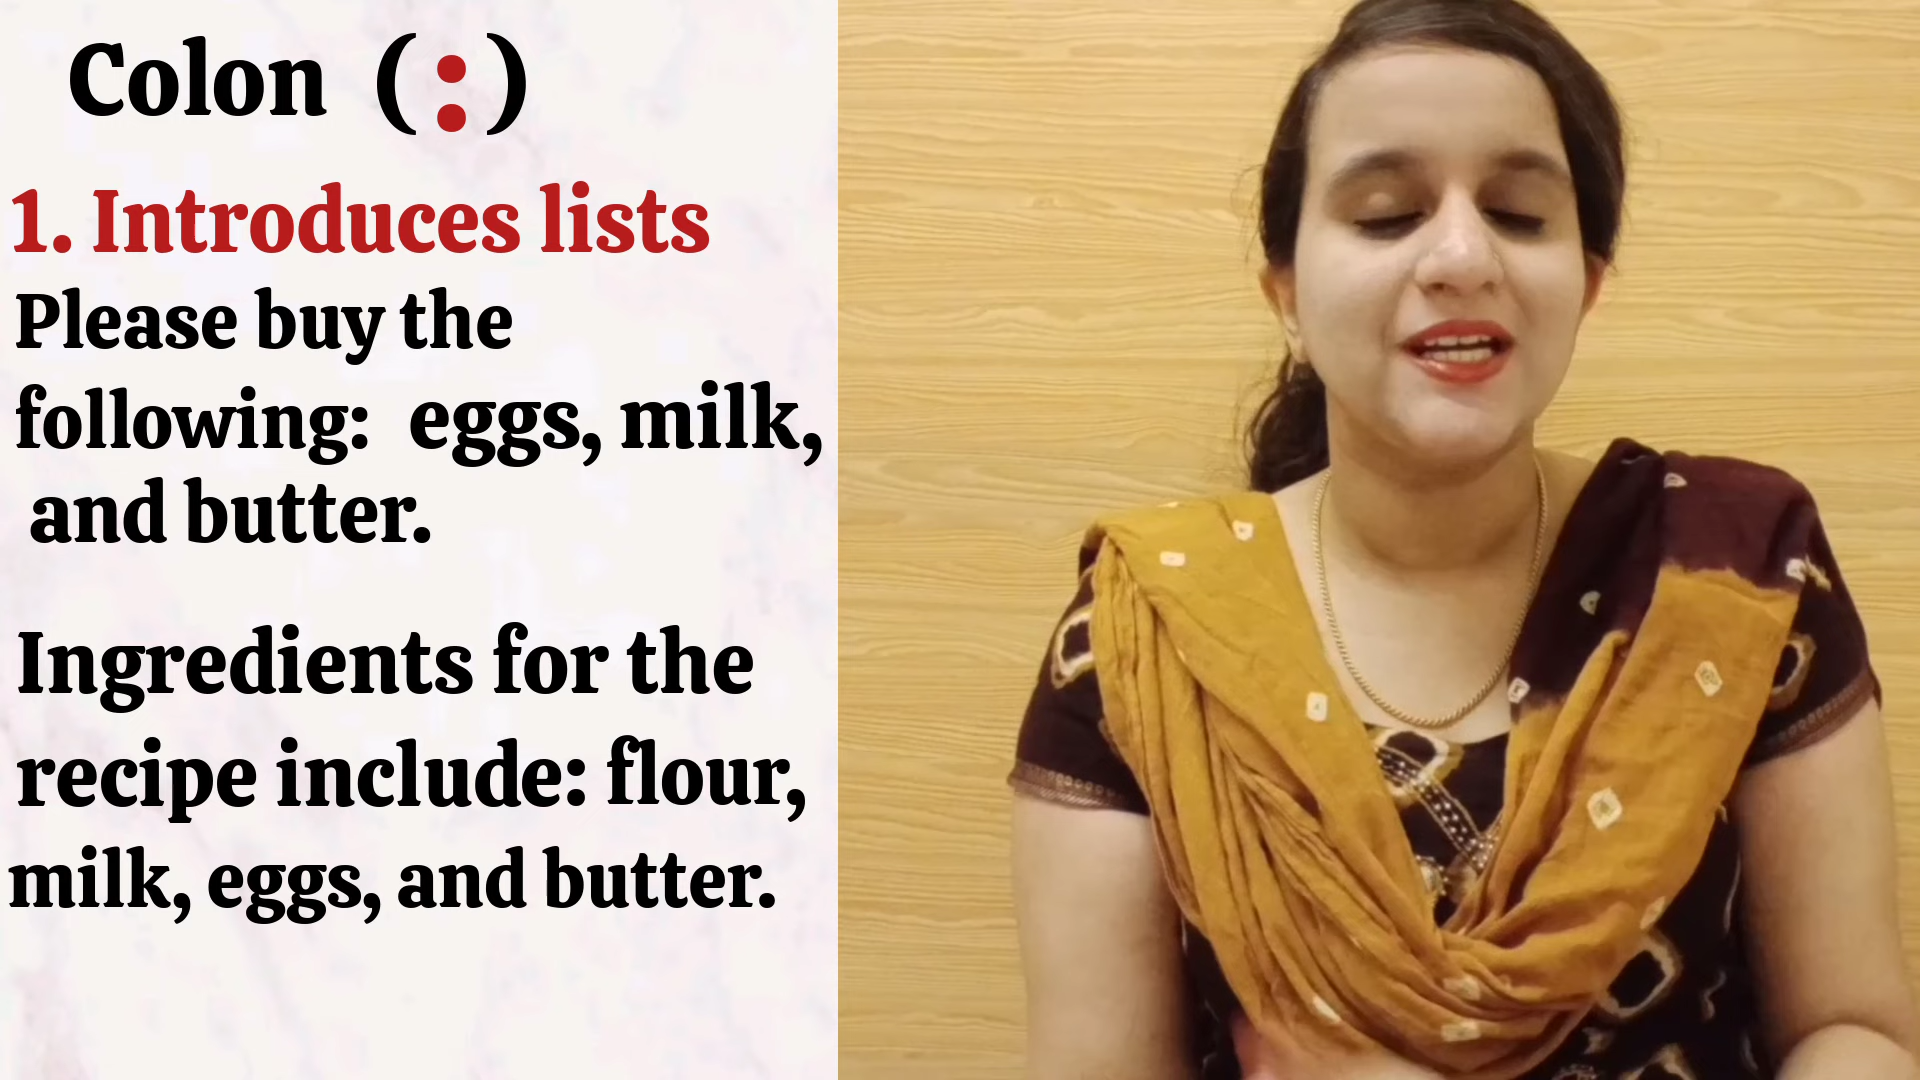 Colon (:)
1. Introduces lists
Please buy the
following: eggs, milk,
and butter.
Ingredients for the
recipe include: flour,
milk, eggs, and butter.